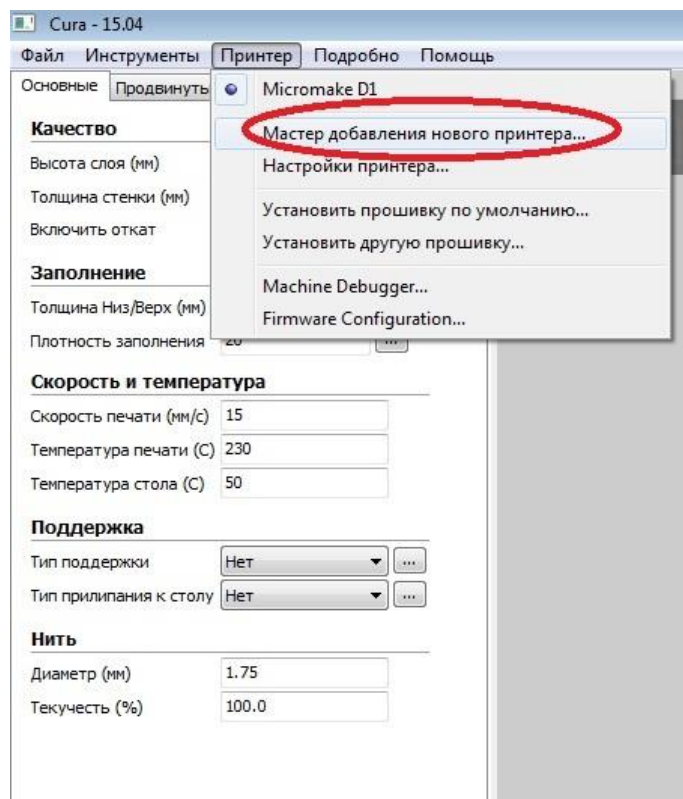 Cura - 15.04
Файл Инструменты Принтер Подробно Помощь
Основные Продвинуты
Micromake D1
Мастер добавления нового принтера...
Настройки принтера...
Установить прошивку по умолчанию...
Установить другую прошивку...
Machine Debugger...
Firmware Configuration...
Качество
Высота слоя (мм)
Толщина стенки (мм)
Включить откат
Заполнение
Толщина Низ/Верх (мм)
Плотность заполнения 20 ...
Скорость и температура
Скорость печати (мм/с) 15
Температура печати (C) 230
Температура стола (C) 50
Поддержка
Тип поддержки Нет ...
Тип прилипания к столу Нет ...
Нить
Диаметр (мм) 1.75
Текучесть (%) 100.0